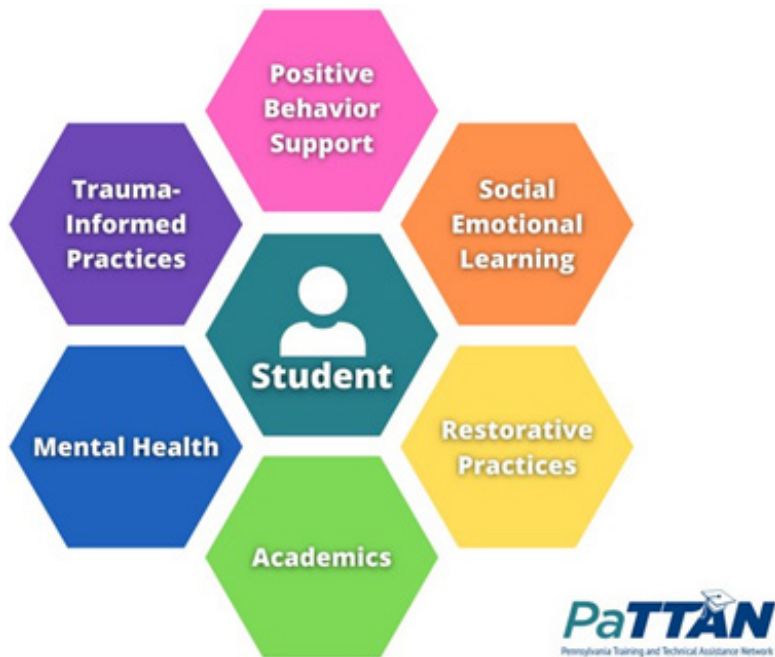 Positive
Behavior
Support
Trauma-
Informed
Practices
Social
Emotional
Learning
Student
Mental Health
Restorative
Practices
Academics
PaTTAN
Pennsylvania Training and Technical Assistance Network